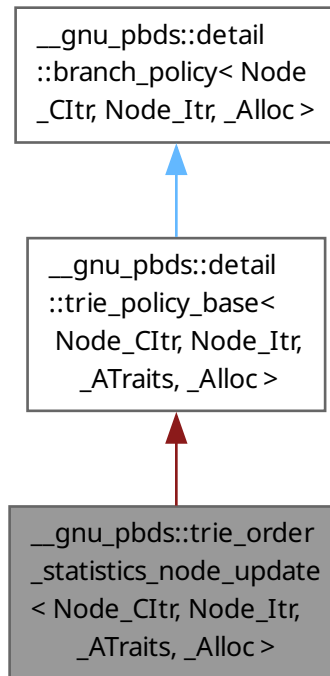 __gnu_pbds::detail
::branch_policy< Node
_CItr, Node_Itr, _Alloc >
__gnu_pbds::detail
::trie_policy_base<
Node_CItr, Node_Itr,
_ATraits, _Alloc >
__gnu_pbds::trie_order
_statistics_node_update
< Node_CItr, Node_Itr,
_ATraits, _Alloc >